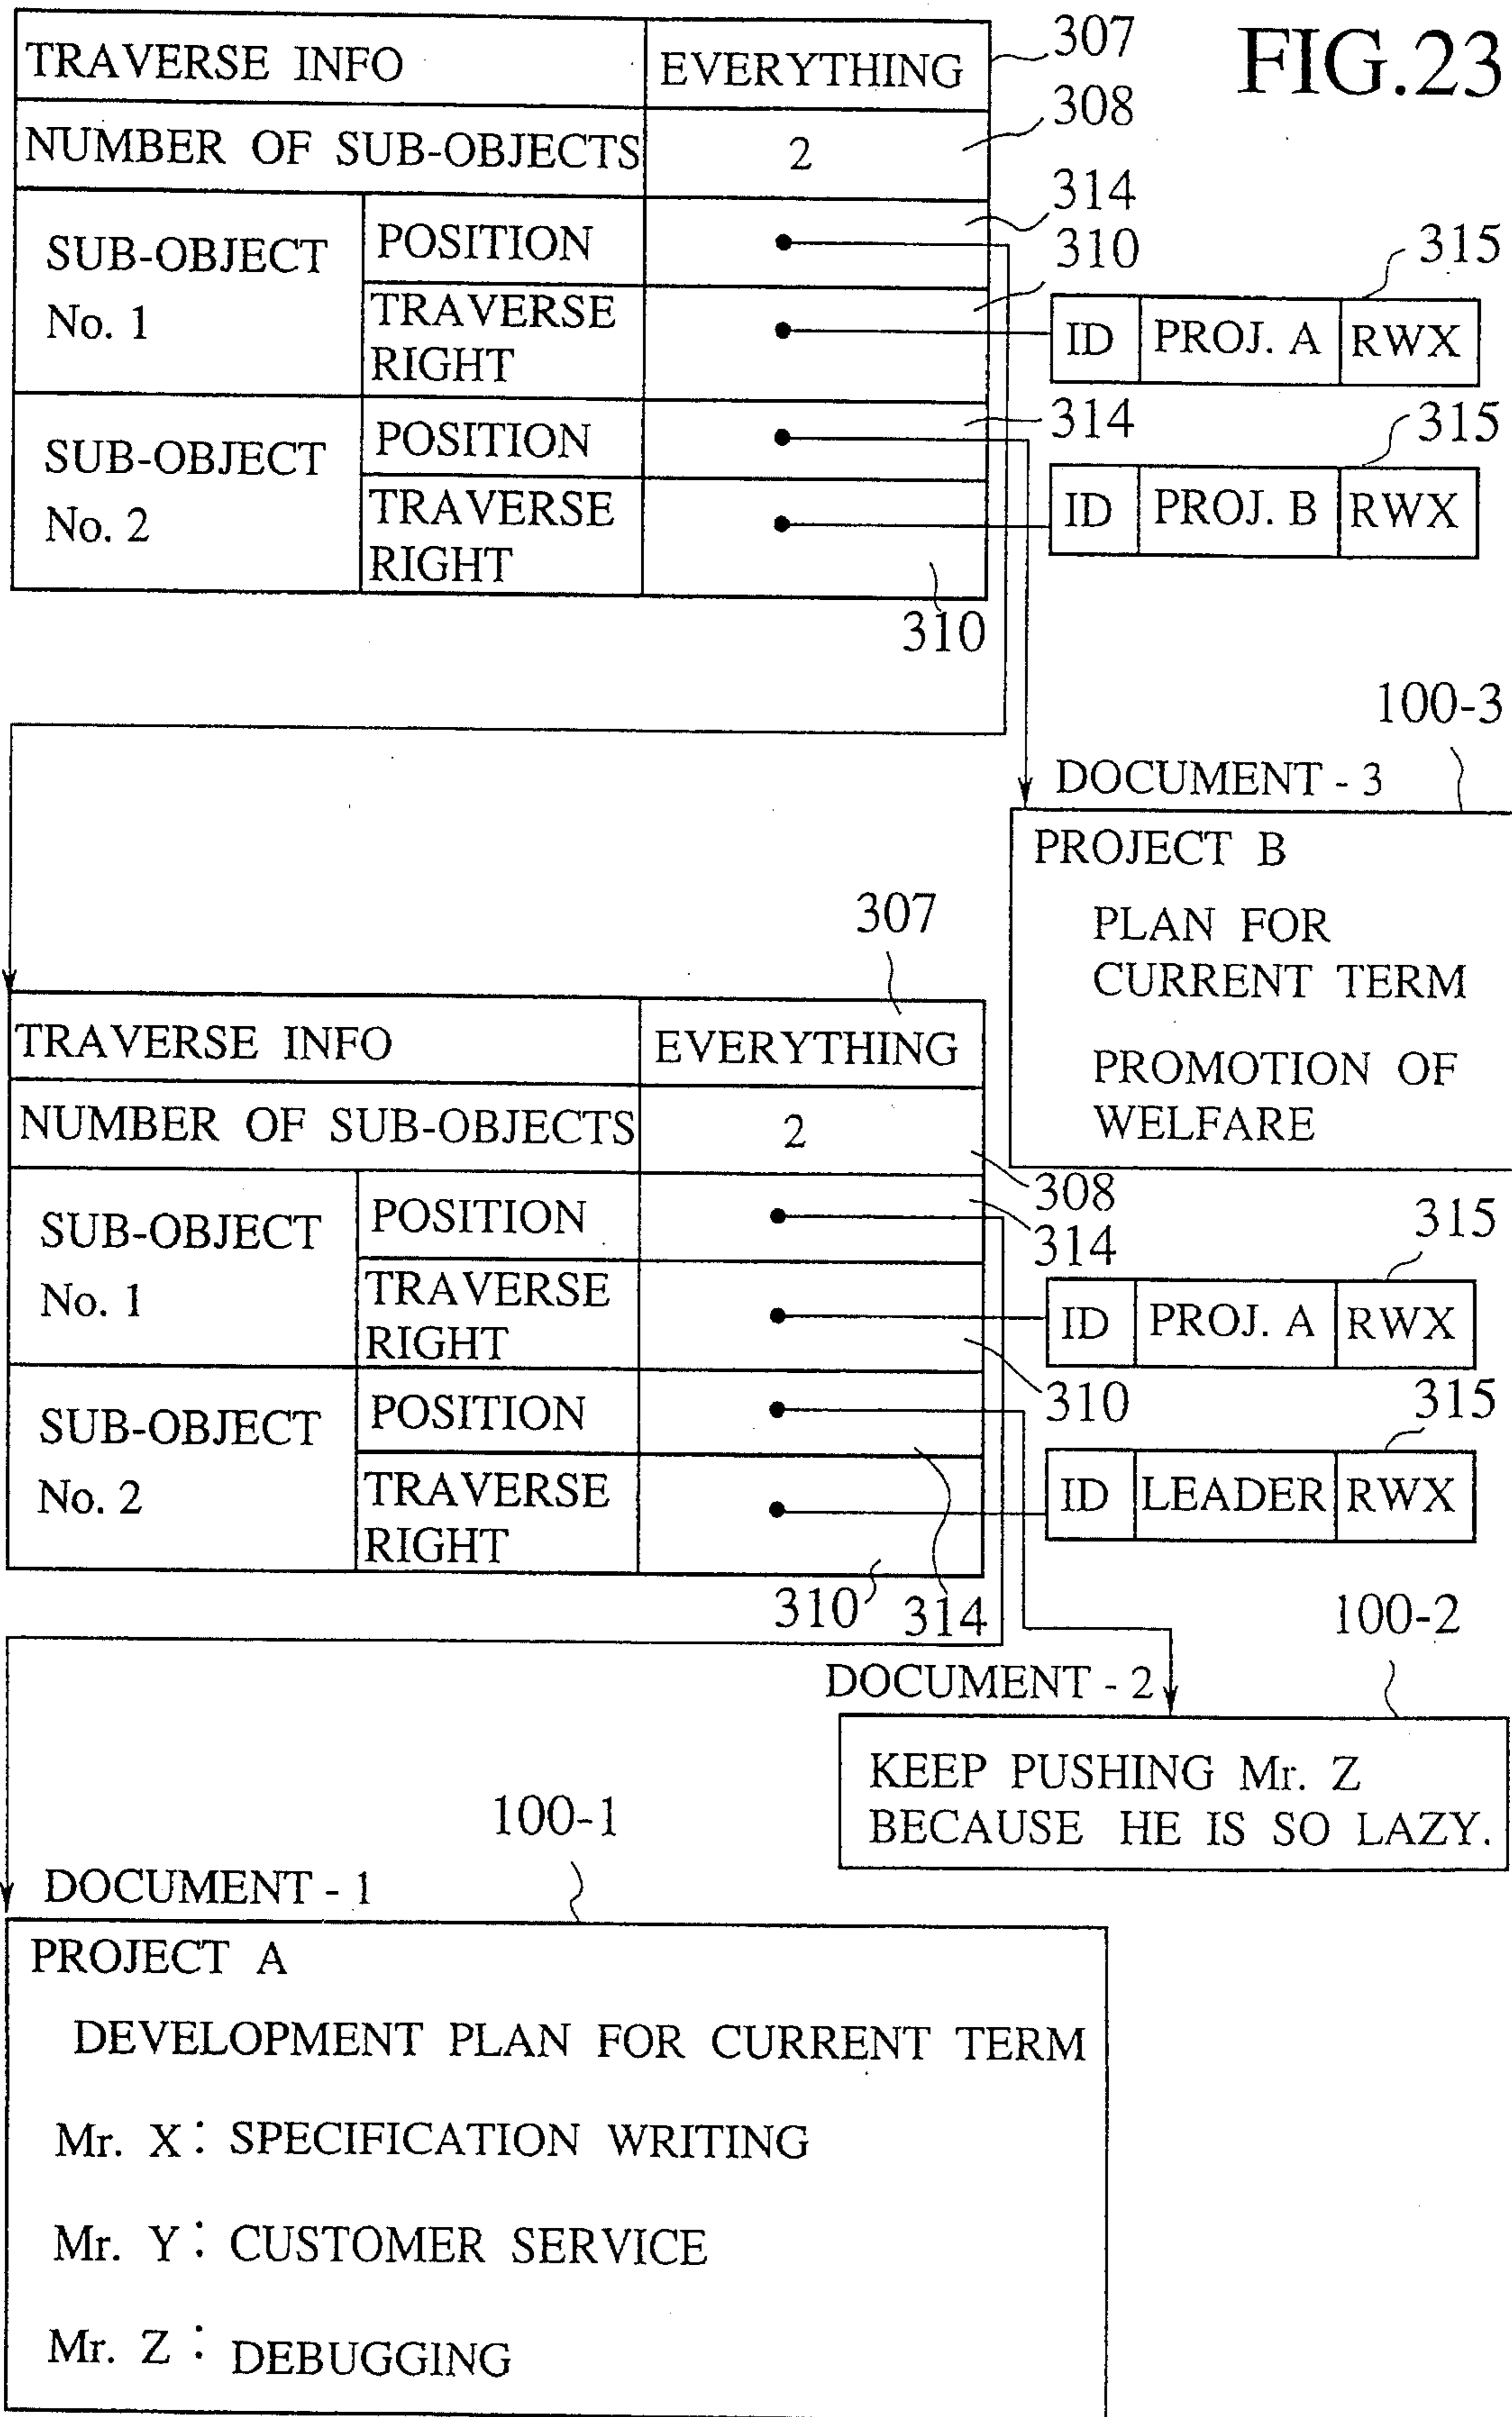 FIG.23
TRAVERSE INFO EVERYTHING 307
NUMBER OF SUB-OBJECTS 2 308
SUB-OBJECT No. 1 POSITION 314
TRAVERSE RIGHT 310
315
ID PROJ. A RWX
SUB-OBJECT No. 2 POSITION 314
TRAVERSE RIGHT 310
315
ID PROJ. B RWX
100-3
DOCUMENT - 3
PROJECT B
PLAN FOR
CURRENT TERM
PROMOTION OF
WELFARE
307
TRAVERSE INFO EVERYTHING
NUMBER OF SUB-OBJECTS 2 308
SUB-OBJECT No. 1 POSITION 314
TRAVERSE RIGHT 310
315
ID PROJ. A RWX
SUB-OBJECT No. 2 POSITION 314
TRAVERSE RIGHT 310
315
ID LEADER RWX
100-2
DOCUMENT - 2
KEEP PUSHING Mr. Z
BECAUSE HE IS SO LAZY.
100-1
DOCUMENT - 1
PROJECT A
DEVELOPMENT PLAN FOR CURRENT TERM
Mr. X : SPECIFICATION WRITING
Mr. Y : CUSTOMER SERVICE
Mr. Z : DEBUGGING